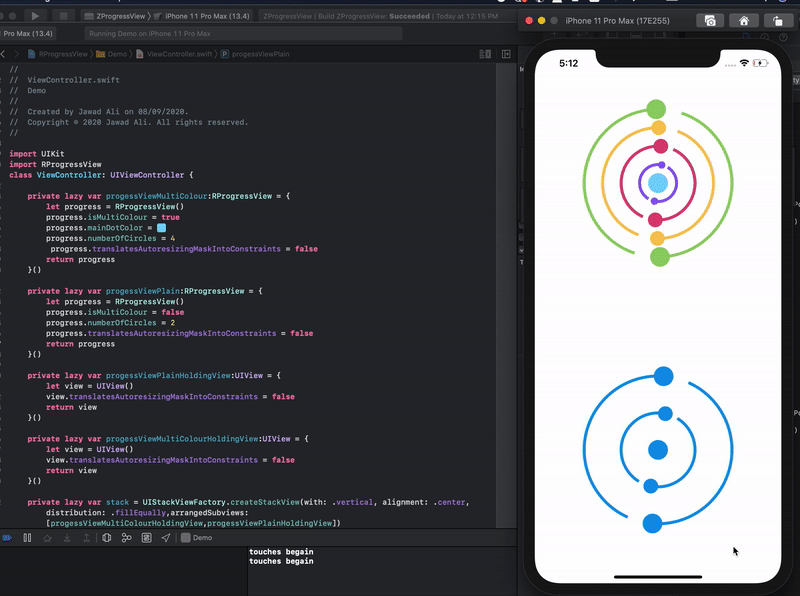 ZProgressView 〉 iPhone 11 Pro Max (13.4)
ZProgressView | Build ZProgressView: Succeeded | Today at 12:15 PM
Pro Max (13.4)
Running Demo on iPhone 11 Pro Max
RProgressView 〉 Demo 〉 ViewController.swift 〉 P progessViewPlain
//
//  ViewController.swift
//  Demo
//
//  Created by Jawad Ali on 08/09/2020.
//  Copyright © 2020 Jawad Ali. All rights reserved.
//
import UIKit
import RProgressView
class ViewController: UIViewController {
private lazy var progessViewMultiColour:RProgressView = {
let progress = RProgressView()
progress.isMultiColour = true
progress.mainDotColor =
progress.numberOfCircles = 4
progress.translatesAutoresizingMaskIntoConstraints = false
return progress
}()
private lazy var progessViewPlain:RProgressView = {
let progress = RProgressView()
progress.isMultiColour = false
progress.numberOfCircles = 2
progress.translatesAutoresizingMaskIntoConstraints = false
return progress
}()
private lazy var progessViewPlainHoldingView:UIView = {
let view = UIView()
view.translatesAutoresizingMaskIntoConstraints = false
return view
}()
private lazy var progessViewMultiColourHoldingView:UIView = {
let view = UIView()
view.translatesAutoresizingMaskIntoConstraints = false
return view
}()
private lazy var stack = UIStackViewFactory.createStackView(with: .vertical, alignment: .center,
distribution: .fillEqually,arrangedSubviews:
[progessViewMultiColourHoldingView,progessViewPlainHoldingView])
Demo
touches begain
touches begain
iPhone 11 Pro Max (17E255)
5:12